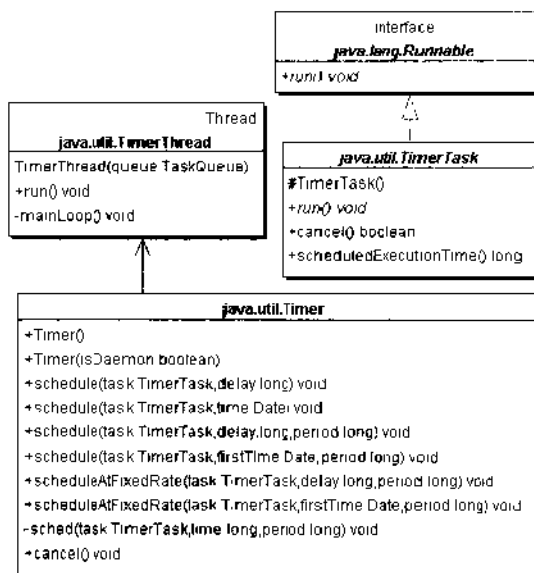 interface
java.lang.Runnable
+run() void
Thread
java.util.TimerThread
TimerThread(queue TaskQueue)
+run() void
-mainLoop() void
java.util.TimerTask
#TimerTask()
+run() void
+cancel() boolean
+scheduledExecutionTime() long
java.util.Timer
+Timer()
+Timer(isDaemon boolean)
+schedule(task TimerTask,delay long) void
+schedule(task TimerTask,time Date) void
+schedule(task TimerTask,delay,long,period long) void
+schedule(task TimerTask,firstTime Date,period long) void
+scheduleAtFixedRate(task TimerTask,delay long,period long) void
+scheduleAtFixedRate(task TimerTask,firstTime Date,period long) void
-sched(task TimerTask,time long,period long) void
+cancel() void